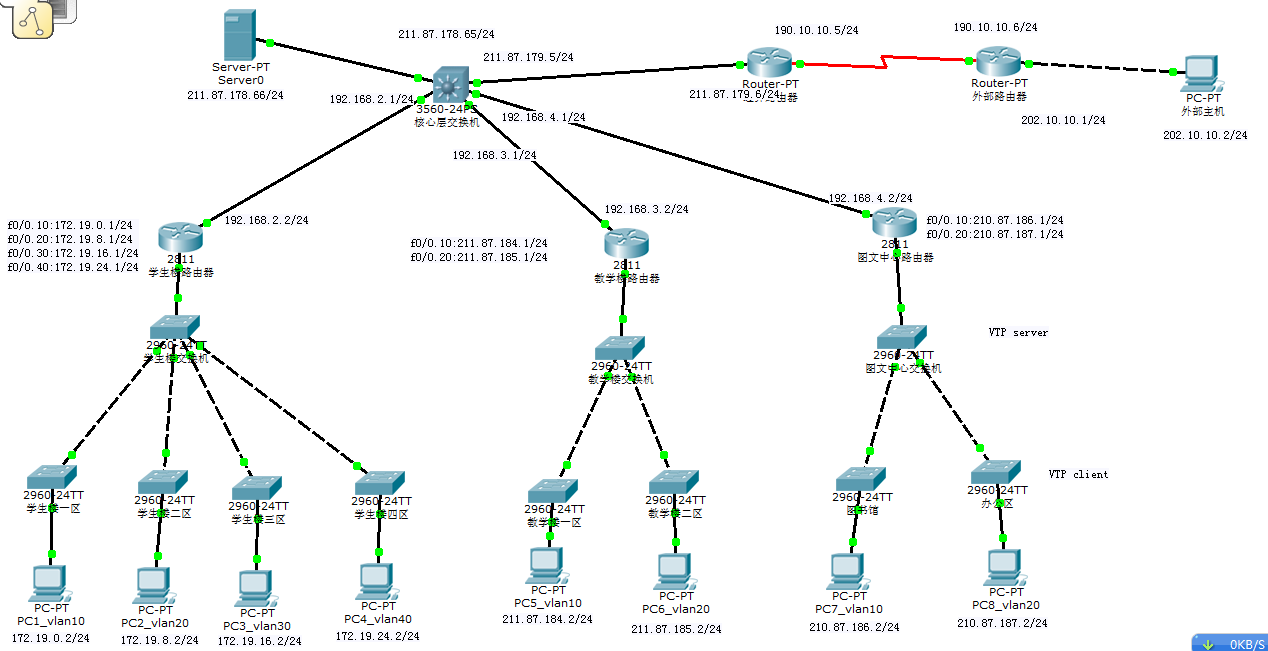 Server-PT
Server0
211.87.178.66/24
211.87.178.65/24
211.87.179.5/24
3560-24PS
核心层交换机
192.168.2.1/24
192.168.4.1/24
192.168.3.1/24
190.10.10.5/24
Router-PT
211.87.179.6/24
由器
190.10.10.6/24
Router-PT
外部路由器
202.10.10.1/24
PC-PT
外部主机
202.10.10.2/24
f0/0.10:172.19.0.1/24
f0/0.20:172.19.8.1/24
f0/0.30:172.19.16.1/24
f0/0.40:172.19.24.1/24
192.168.2.2/24
2811
学生楼路由器
192.168.3.2/24
f0/0.10:211.87.184.1/24
f0/0.20:211.87.185.1/24
2811
教学楼路由器
192.168.4.2/24
f0/0.10:210.87.186.1/24
f0/0.20:210.87.187.1/24
2811
图文中心路由器
2960-24TT
学生楼交换机
2960-24TT
教学楼交换机
2960-24TT
图文中心交换机
VTP server
2960-24TT
学生楼一区
2960-24TT
学生楼二区
2960-24TT
学生楼三区
2960-24TT
学生楼四区
2960-24TT
教学楼一区
2960-24TT
教学楼二区
2960-24TT
图书馆
2960-24TT
办公区
VTP client
PC-PT
PC1_vlan10
172.19.0.2/24
PC-PT
PC2_vlan20
172.19.8.2/24
PC-PT
PC3_vlan30
172.19.16.2/24
PC-PT
PC4_vlan40
172.19.24.2/24
PC-PT
PC5_vlan10
211.87.184.2/24
PC-PT
PC6_vlan20
211.87.185.2/24
PC-PT
PC7_vlan10
210.87.186.2/24
PC-PT
PC8_vlan20
210.87.187.2/24
0KB/S